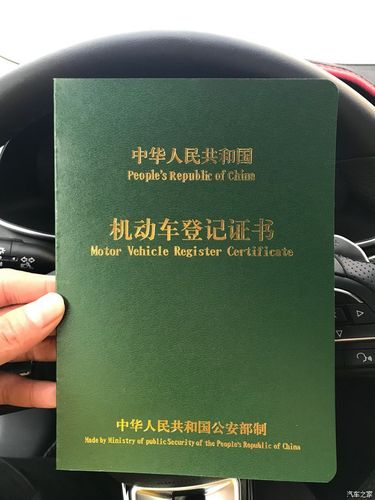 中华人民共和国
People's Republic of China
机动车登记证书
Motor Vehicle Register Certificate
中华人民共和国公安部制
Made by Ministry of public Security of the People's Republic of China
汽车之家